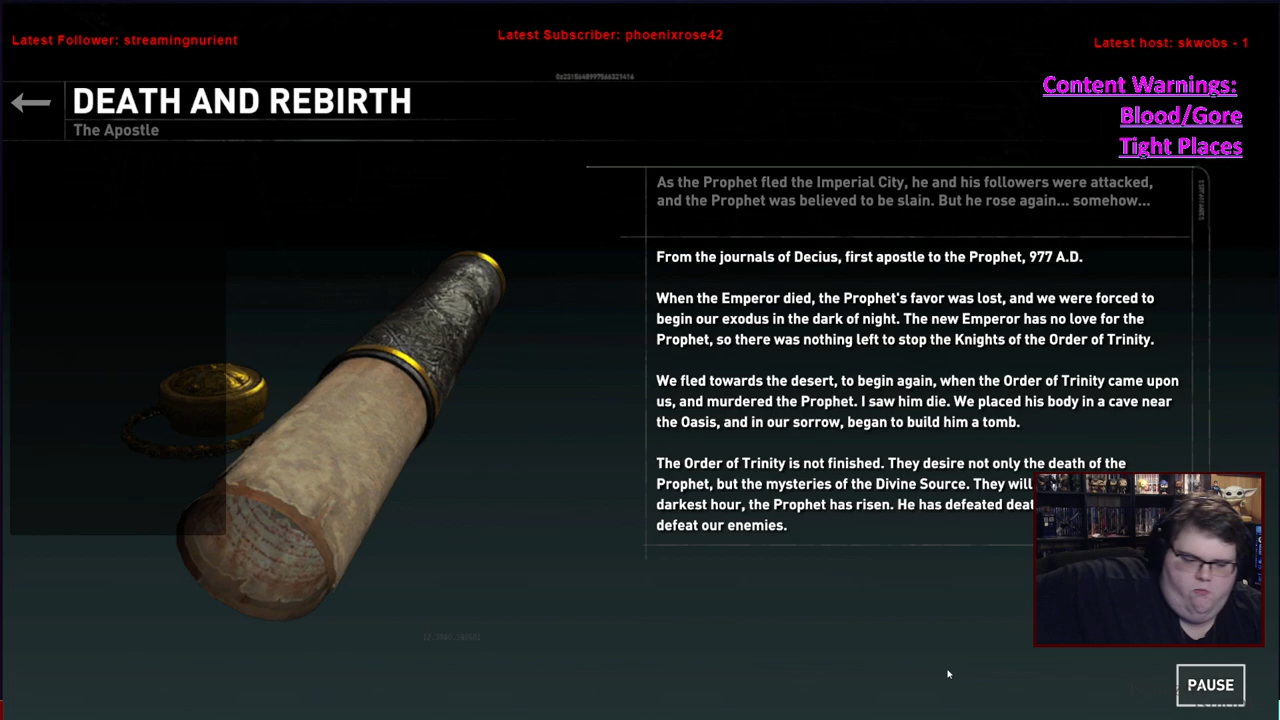 Latest Follower: streamingnurient
Latest Subscriber: phoenixrose42
Latest host: skwobs - 1
DEATH AND REBIRTH
The Apostle
Content Warnings:
Blood/Gore
Tight Places
As the Prophet fled the Imperial City, he and his followers were attacked,
and the Prophet was believed to be slain. But he rose again... somehow...
From the journals of Decius, first apostle to the Prophet, 977 A.D.
When the Emperor died, the Prophet's favor was lost, and we were forced to
begin our exodus in the dark of night. The new Emperor has no love for the
Prophet, so there was nothing left to stop the Knights of the Order of Trinity.
We fled towards the desert, to begin again, when the Order of Trinity came upon
us, and murdered the Prophet. I saw him die. We placed his body in a cave near
the Oasis, and in our sorrow, began to build him a tomb.
The Order of Trinity is not finished. They desire not only the death of the
Prophet, but the mysteries of the Divine Source. They will
darkest hour, the Prophet has risen. He has defeated
defeat our enemies.
PAUSE